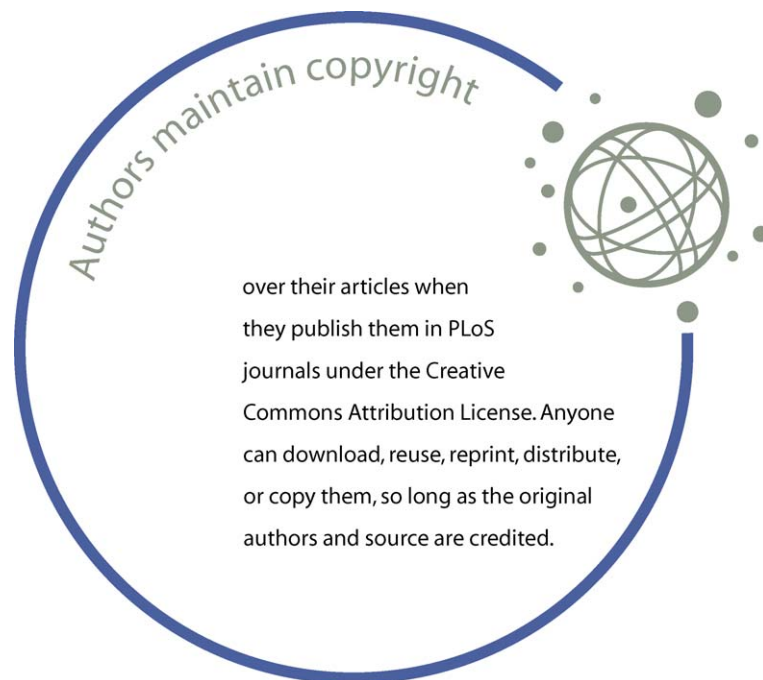 Authors maintain copyright
over their articles when
they publish them in PLoS
journals under the Creative
Commons Attribution License. Anyone
can download, reuse, reprint, distribute,
or copy them, so long as the original
authors and source are credited.